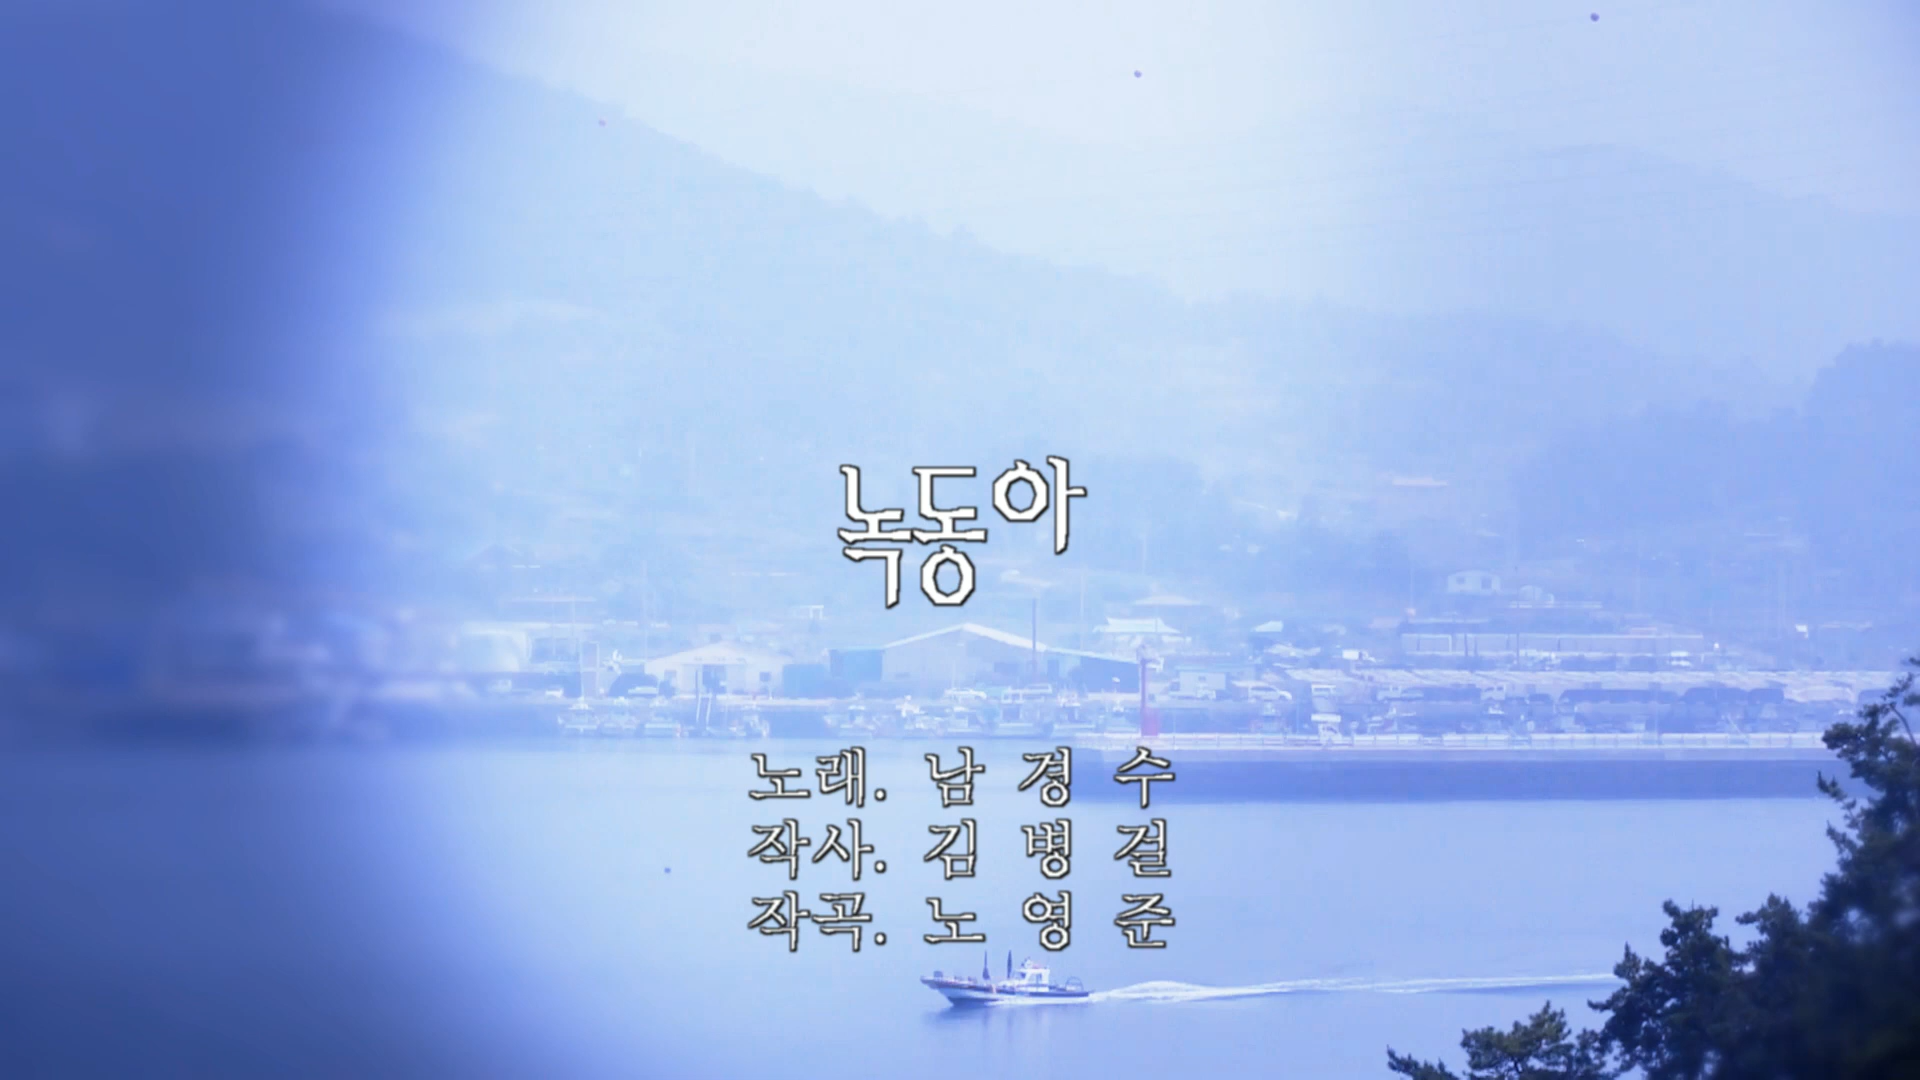 녹동아
노래. 남 경 수
작사. 김 병 걸
작곡. 노 영 준